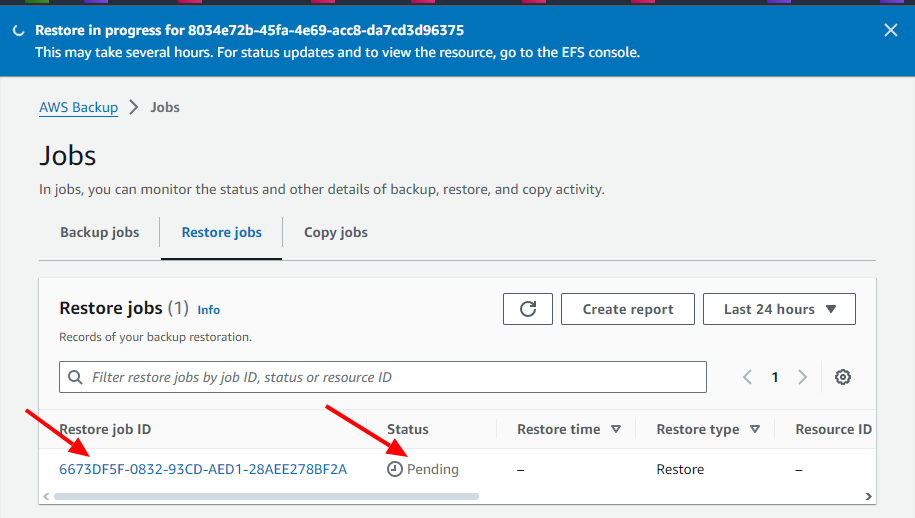 Restore in progress for 8034e72b-45fa-4e69-acc8-da7cd3d96375
This may take several hours. For status updates and to view the resource, go to the EFS console.
AWS Backup > Jobs
Jobs
In jobs, you can monitor the status and other details of backup, restore, and copy activity.
Backup jobs Restore jobs Copy jobs
Restore jobs (1) Info
Create report
Last 24 hours
Records of your backup restoration.
Filter restore jobs by job ID, status or resource ID
1
Restore job ID Status Restore time Restore type Resource ID
6673DF5F-0832-93CD-AED1-28AEE278BF2A Pending – Restore –